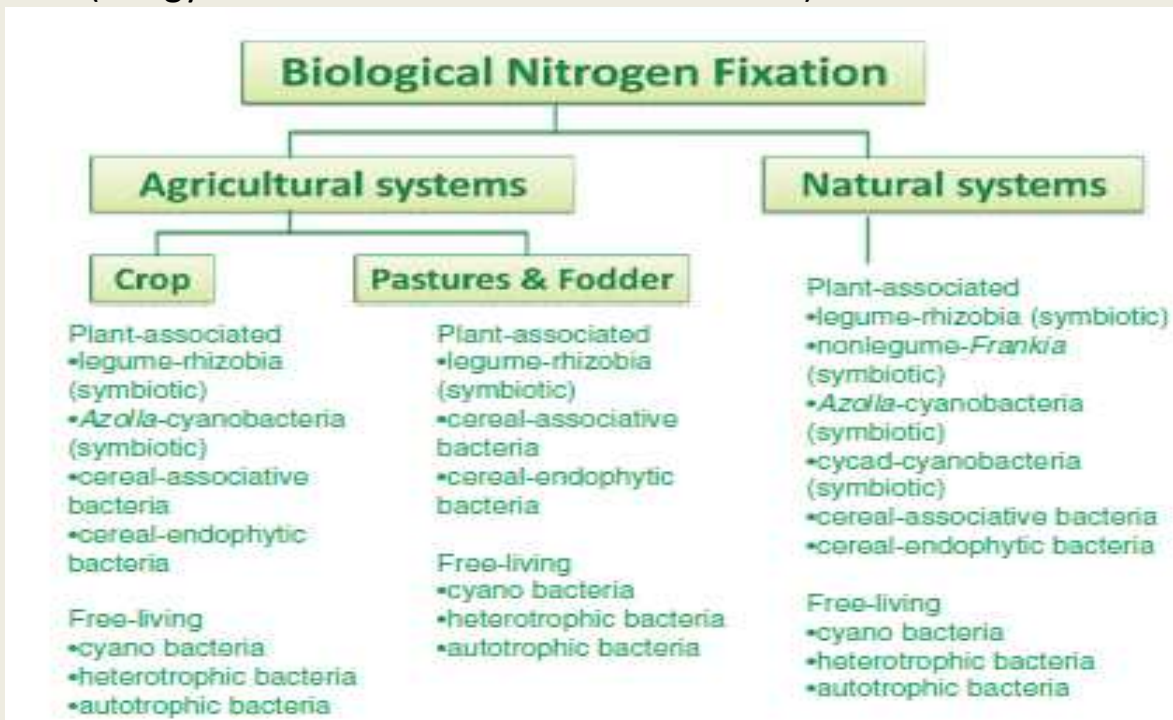 Biological Nitrogen Fixation
Agricultural systems
Natural systems
Crop
Pastures & Fodder
Plant-associated
•legume-rhizobia
(symbiotic)
•Azolla-cyanobacteria
(symbiotic)
•cereal-associative
bacteria
•cereal-endophytic
bacteria
Free-living
•cyano bacteria
•heterotrophic bacteria
•autotrophic bacteria
Plant-associated
•legume-rhizobia
(symbiotic)
•cereal-associative
bacteria
•cereal-endophytic
bacteria
Free-living
•cyano bacteria
•heterotrophic bacteria
•autotrophic bacteria
Plant-associated
•legume-rhizobia (symbiotic)
•nonlegume-Frankia
(symbiotic)
•Azolla-cyanobacteria
(symbiotic)
•cycad-cyanobacteria
(symbiotic)
•cereal-associative bacteria
•cereal-endophytic bacteria
Free-living
•cyano bacteria
•heterotrophic bacteria
•autotrophic bacteria